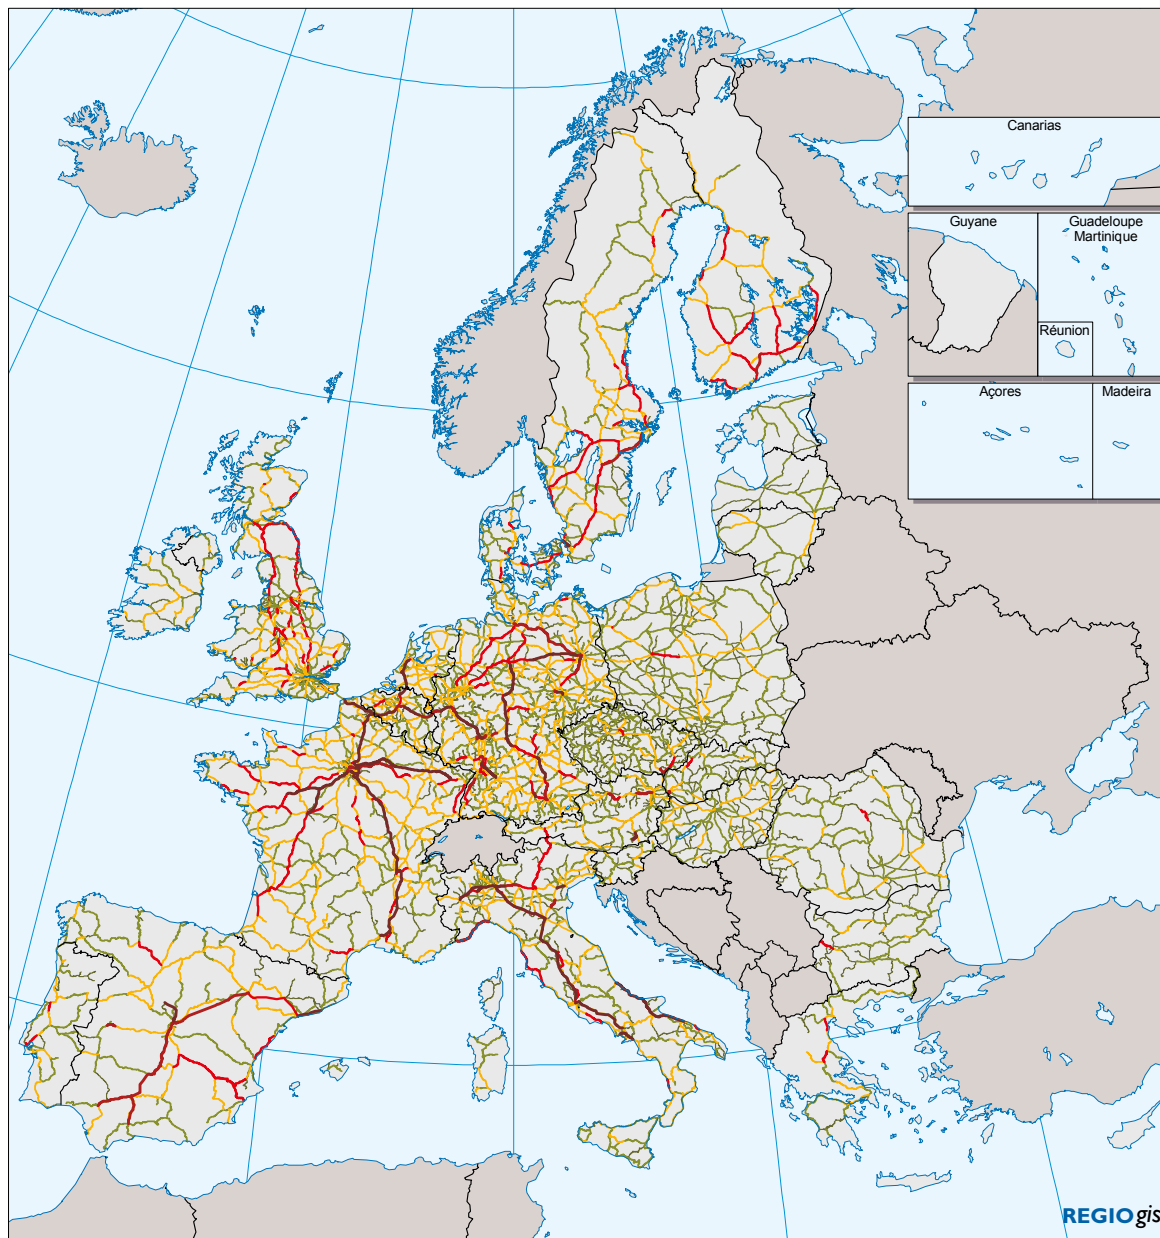 Canarias
Guyane
Guadeloupe
Martinique
Réunion
Açores
Madeira
REGIOgis